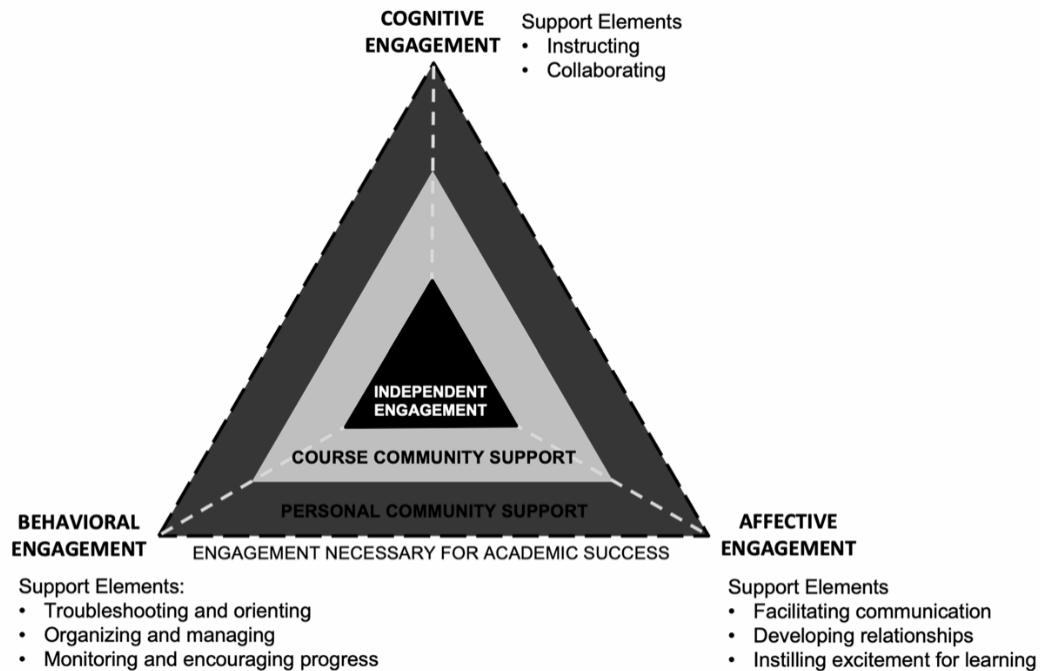 COGNITIVE
ENGAGEMENT
Support Elements
• Instructing
• Collaborating
INDEPENDENT
ENGAGEMENT
COURSE COMMUNITY SUPPORT
PERSONAL COMMUNITY SUPPORT
BEHAVIORAL
ENGAGEMENT
ENGAGEMENT NECESSARY FOR ACADEMIC SUCCESS
AFFECTIVE
ENGAGEMENT
Support Elements:
• Troubleshooting and orienting
• Organizing and managing
• Monitoring and encouraging progress
Support Elements
• Facilitating communication
• Developing relationships
• Instilling excitement for learning